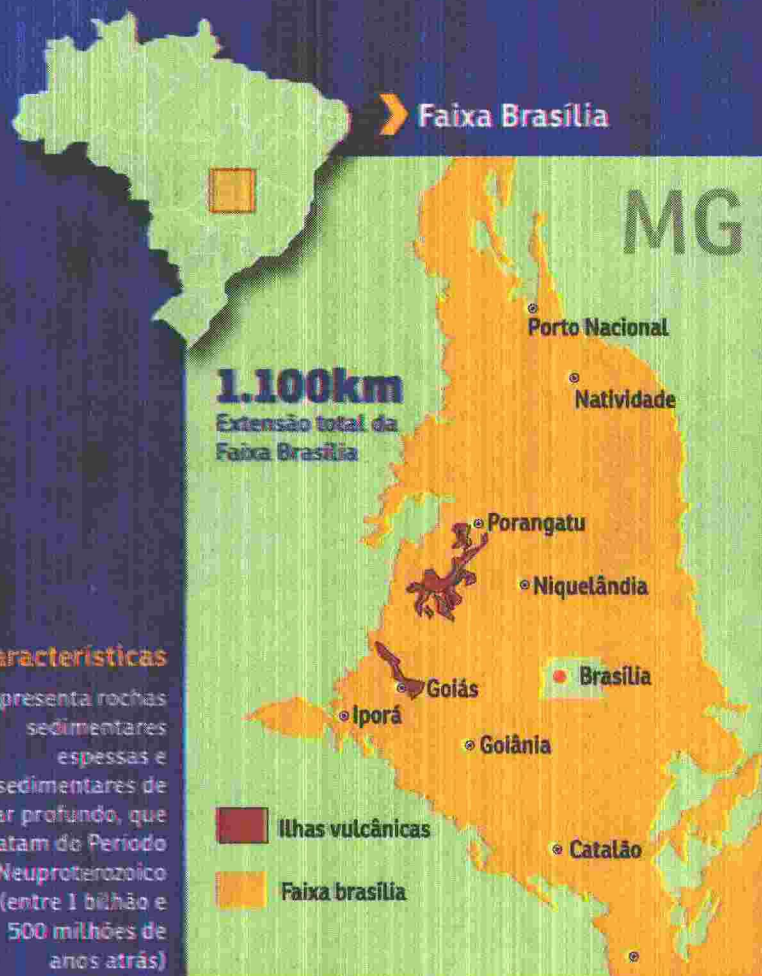 Faixa Brasília
MG
Porto Nacional
Natividade
1.100km
Extensão total da
Faixa Brasília
Porangatu
Niquelândia
Brasília
Goiás
Iporá
Goiânia
Catalão
Ilhas vulcânicas
Faixa brasília
aracterísticas
presenta rochas
sedimentares
espessas e
sedimentares de
ar profundo, que
atam do Período
Neuproterozoico
(entre 1 bilhão e
500 milhões de
anos atrás)